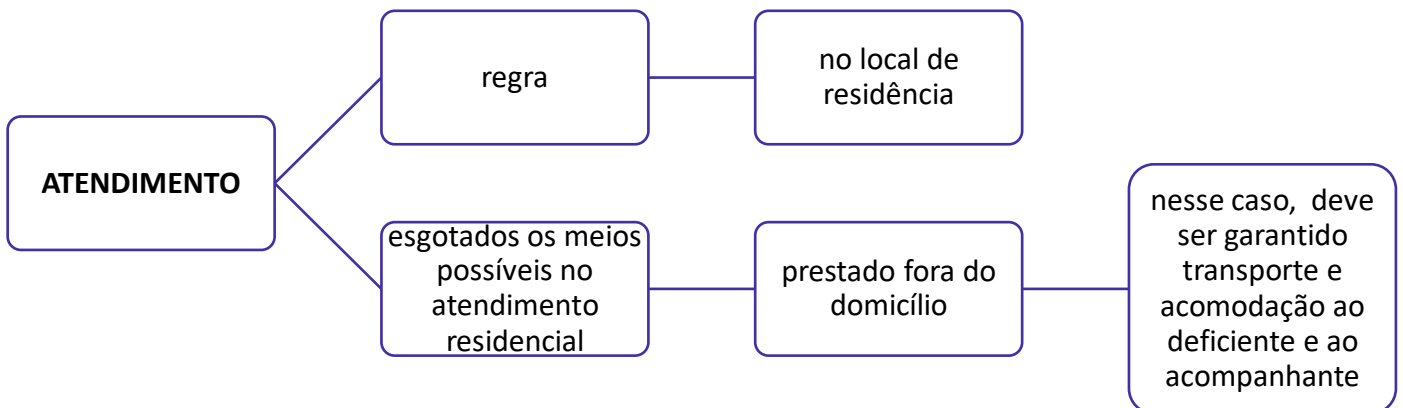 ATENDIMENTO
regra
no local de
residência
esgotados os meios
possíveis no
atendimento
residencial
prestado fora do
domicílio
nesse caso, deve
ser garantido
transporte e
acomodação ao
deficiente e ao
acompanhante